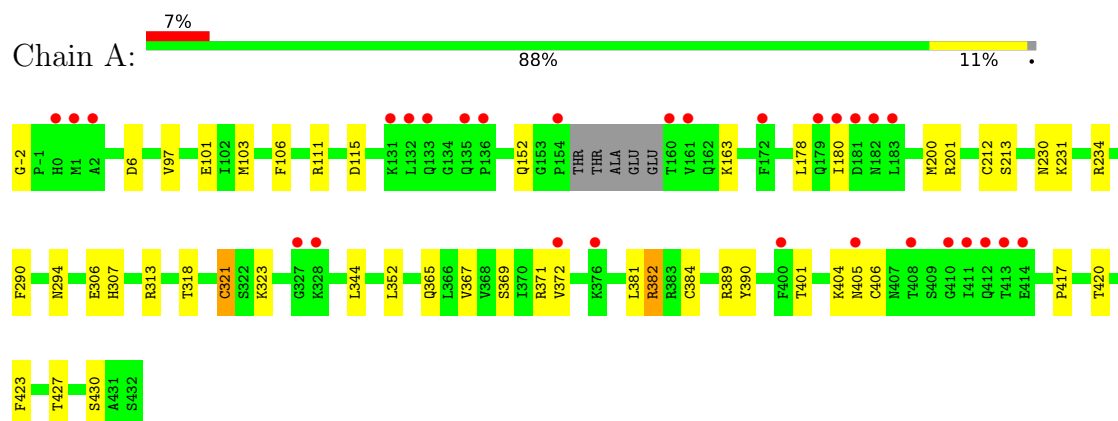 7%
Chain A:
88% 11% •
G-2 P-1 H0 M1 A2 D6 V97 E101 I102 M103 F106 R111 D115 K131 L132 Q133 G134 Q135 P136 Q152 G153 P154 THR THR ALA GLU GLU T160 V161 Q162 K163 F172 L178 Q179 I180 D181 N182 L183 M200 R201 C212 S213 N230 K231 R234
F290 N294 E306 H307 R313 T318 C321 S322 K323 G327 K328 L344 L352 Q365 L366 V367 V368 S369 I370 R371 V372 K376 L381 R382 R383 C384 R389 Y390 F400 T401 K404 N405 C406 N407 T408 S409 G410 I411 Q412 T413 E414 P417 T420
F423 T427 S430 A431 S432